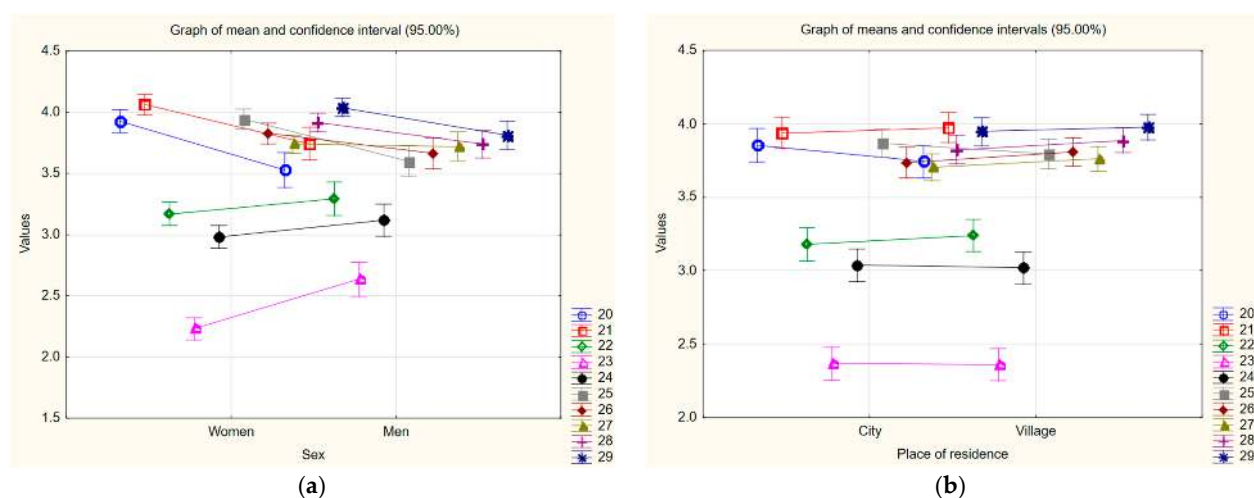 Graph of mean and confidence interval (95.00%)
4.5
4.0
3.5
3.0
2.5
2.0
1.5
Values
Women
Men
Sex
20
21
22
23
24
25
26
27
28
29
(a)
Graph of means and confidence intervals (95.00%)
4.5
4.0
3.5
3.0
2.5
2.0
Values
City
Village
Place of residence
20
21
22
23
24
25
26
27
28
29
(b)